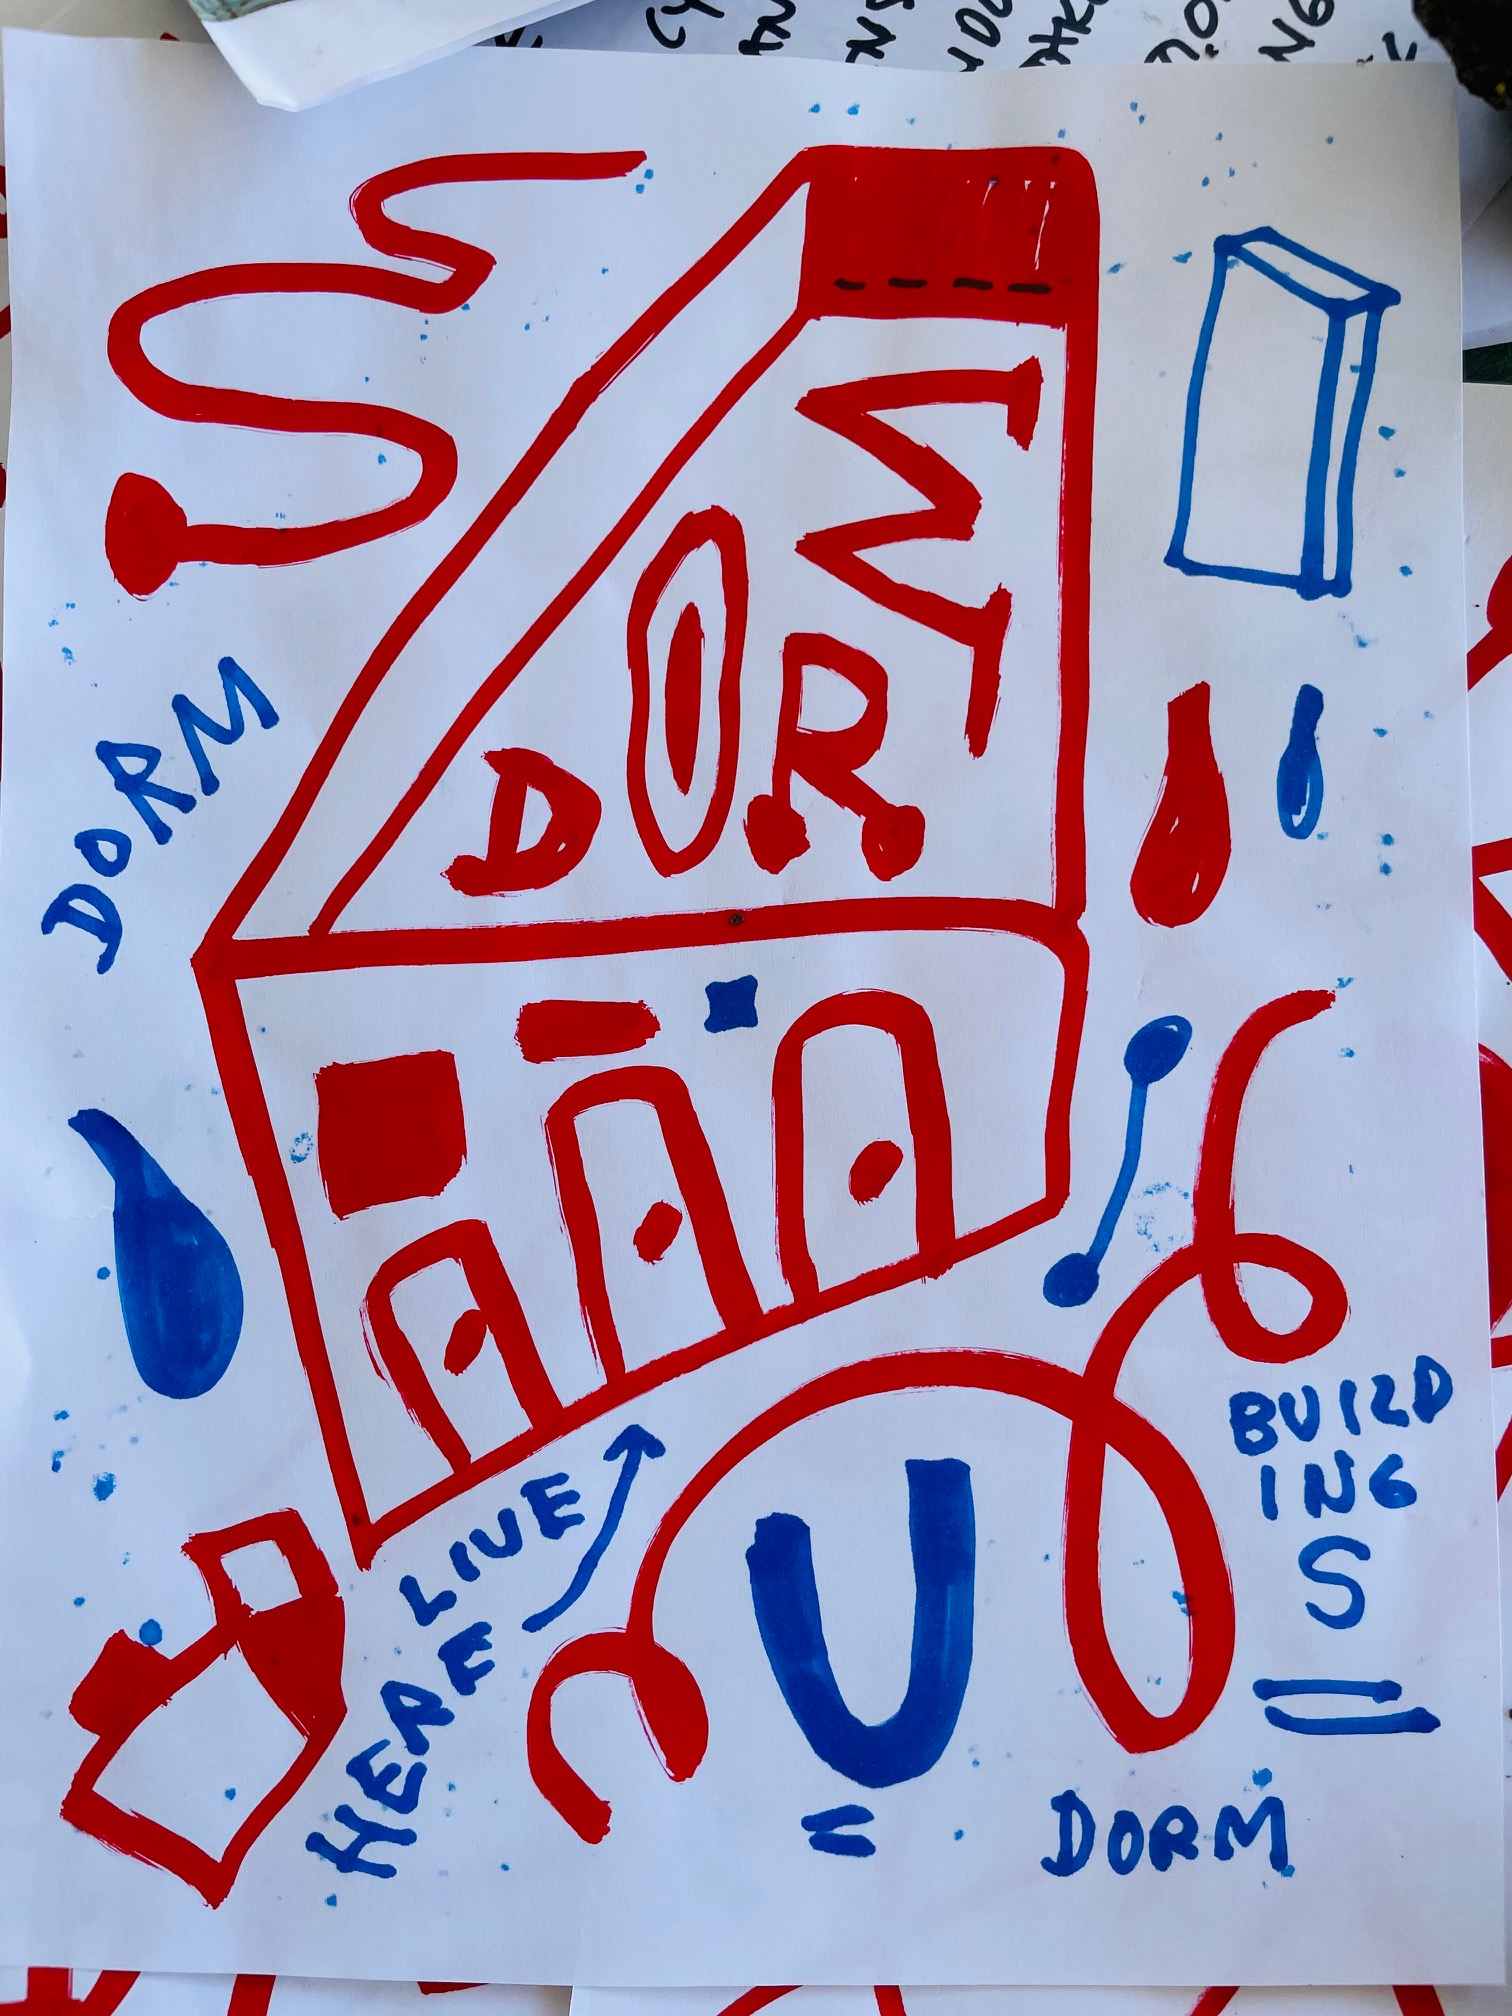 DORM
DORM
HERE LIVE
U
=
BUILD
ING
S
=
DORM